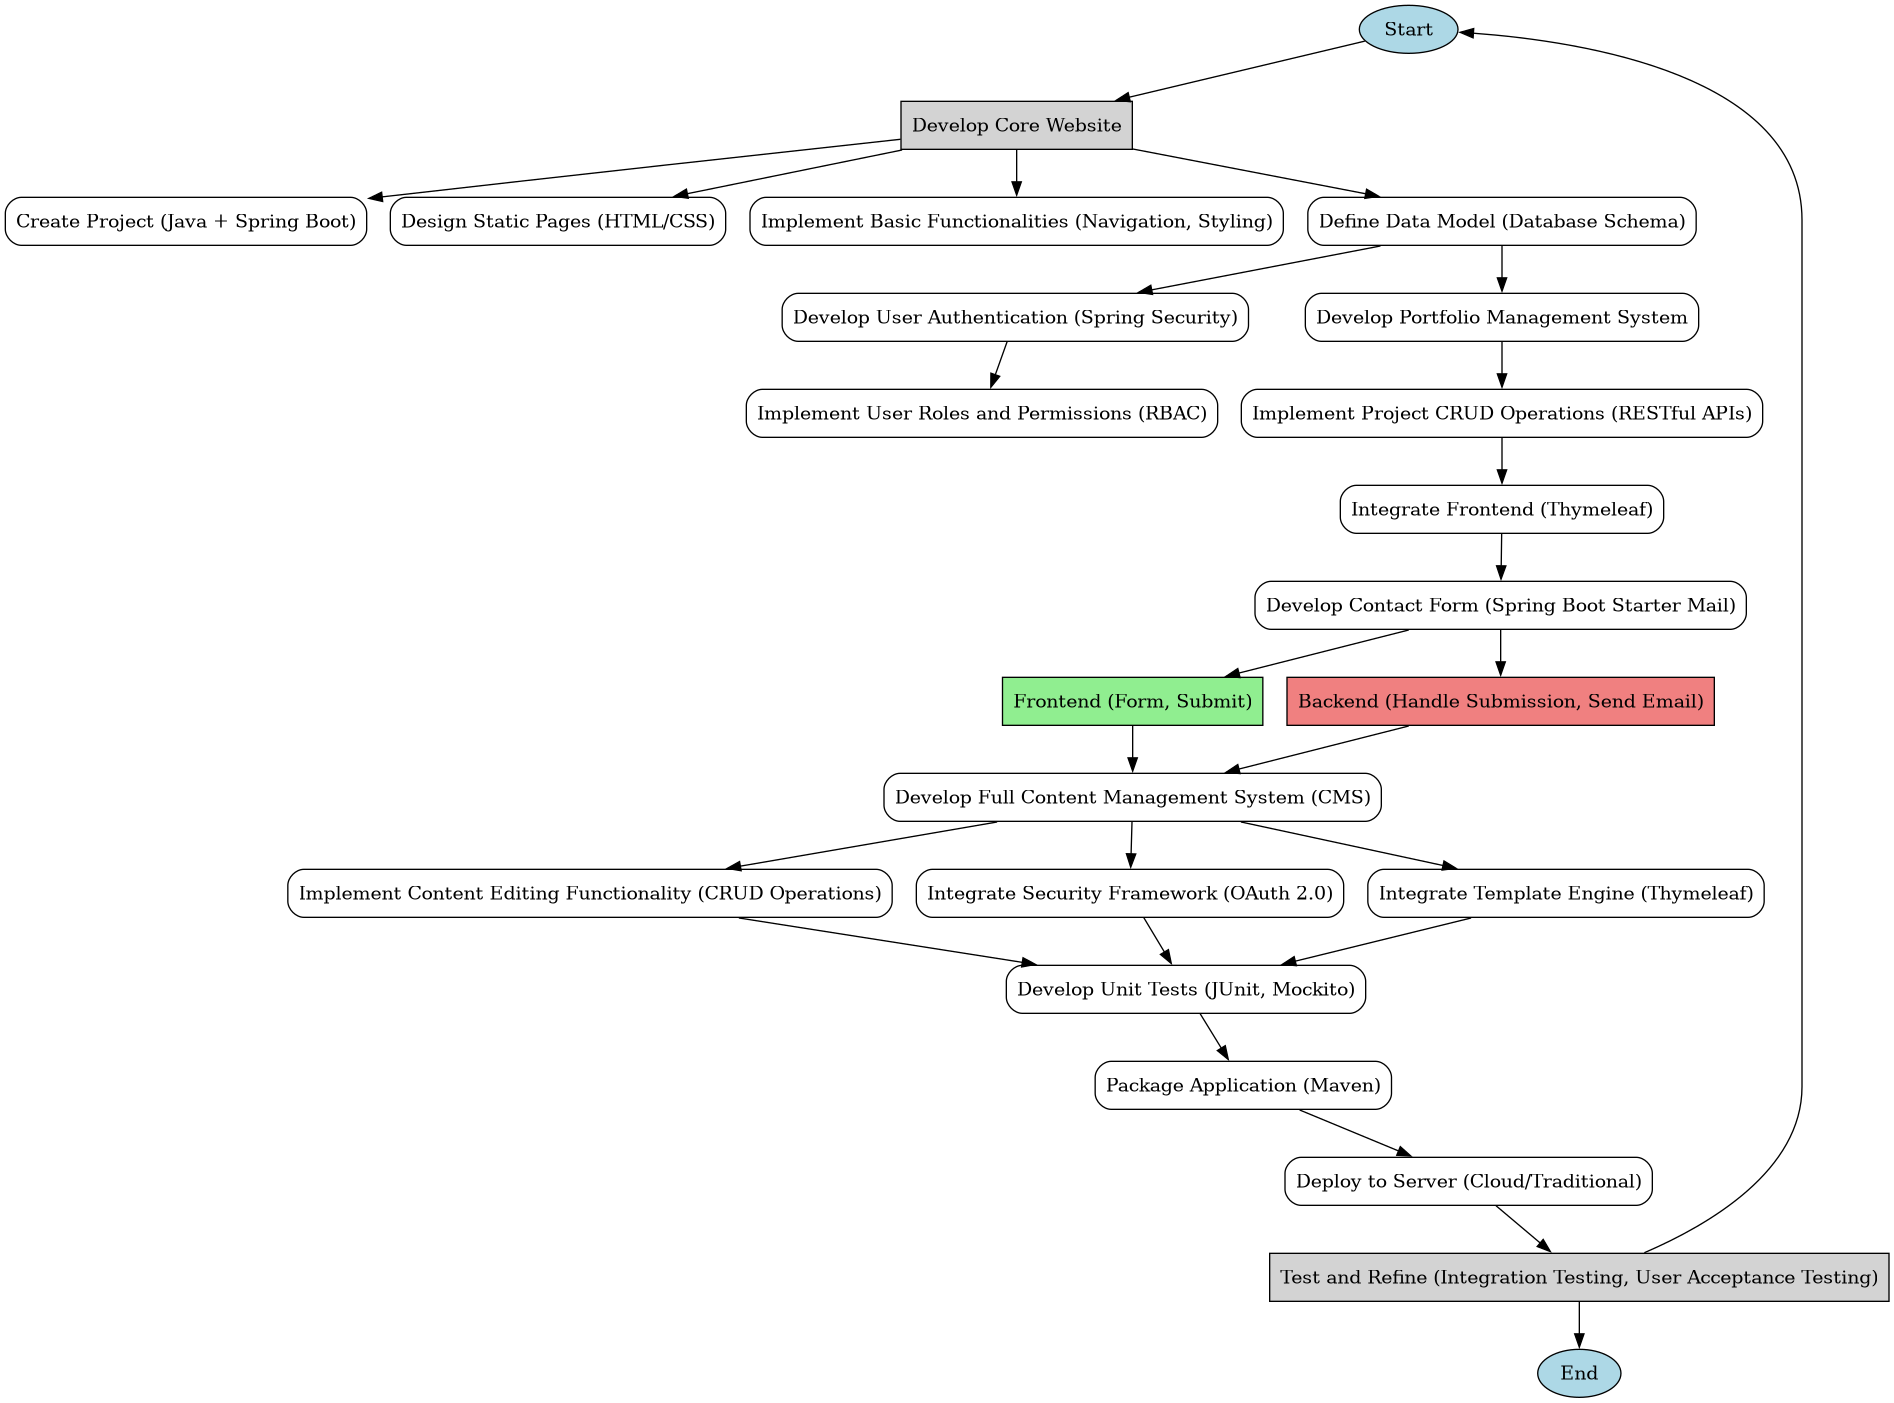 Start
Develop Core Website
Create Project (Java + Spring Boot)
Design Static Pages (HTML/CSS)
Implement Basic Functionalities (Navigation, Styling)
Define Data Model (Database Schema)
Develop User Authentication (Spring Security)
Develop Portfolio Management System
Implement User Roles and Permissions (RBAC)
Implement Project CRUD Operations (RESTful APIs)
Integrate Frontend (Thymeleaf)
Develop Contact Form (Spring Boot Starter Mail)
Frontend (Form, Submit)
Backend (Handle Submission, Send Email)
Develop Full Content Management System (CMS)
Implement Content Editing Functionality (CRUD Operations)
Integrate Security Framework (OAuth 2.0)
Integrate Template Engine (Thymeleaf)
Develop Unit Tests (JUnit, Mockito)
Package Application (Maven)
Deploy to Server (Cloud/Traditional)
Test and Refine (Integration Testing, User Acceptance Testing)
End